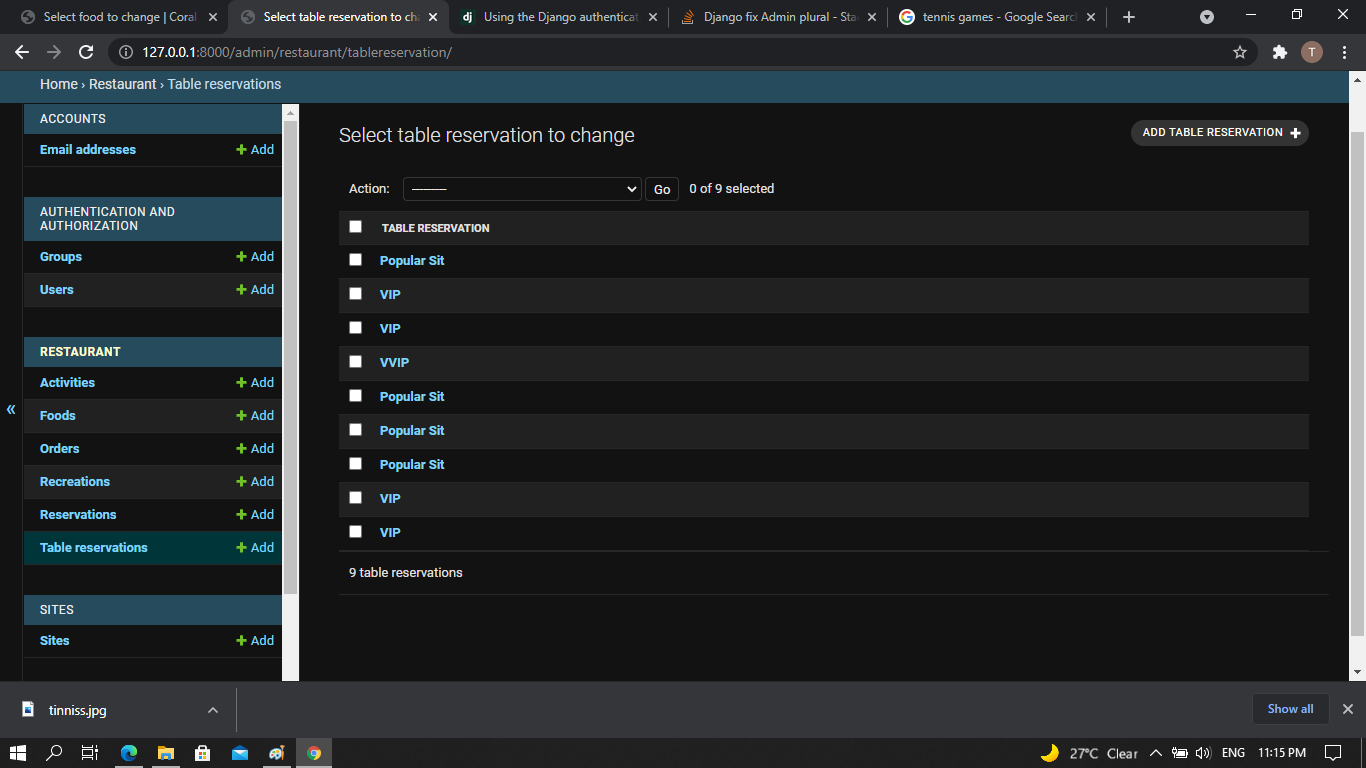 Select food to change | Coral
Select table reservation to cha
dj Using the Django authenticat
Django fix Admin plural - Stac
tennis games - Google Search
127.0.0.1:8000/admin/restaurant/tablereservation/
T
Home › Restaurant › Table reservations
ACCOUNTS
Email addresses + Add
AUTHENTICATION AND
AUTHORIZATION
Groups + Add
Users + Add
RESTAURANT
Activities + Add
Foods + Add
Orders + Add
Recreations + Add
Reservations + Add
Table reservations + Add
SITES
Sites + Add
«
Select table reservation to change
ADD TABLE RESERVATION +
Action: --------- Go 0 of 9 selected
TABLE RESERVATION
Popular Sit
VIP
VIP
VVIP
Popular Sit
Popular Sit
Popular Sit
VIP
VIP
9 table reservations
tinniss.jpg
Show all
27°C Clear ENG 11:15 PM